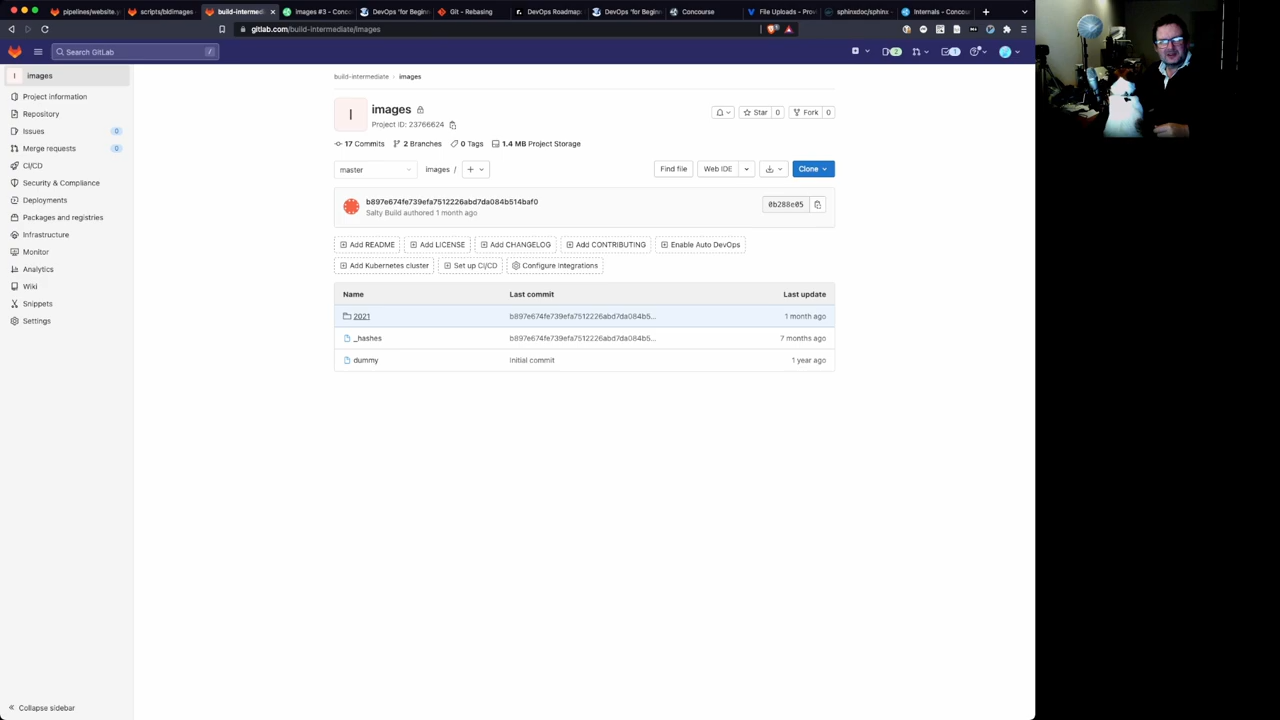 pipelines/website.y
scripts/bldimages
build-intermedi
images #3 - Conco
DevOps "for Beginn
Git - Rebasing
DevOps Roadmap
DevOps "for Beginn
Concourse
File Uploads - Prov
sphinxdoc/sphinx
Internals - Conco
gitlab.com/build-intermediate/images
Search GitLab /
2
1
I images
Project information
Repository
Issues 0
Merge requests 0
CI/CD
Security & Compliance
Deployments
Packages and registries
Infrastructure
Monitor
Analytics
Wiki
Snippets
Settings
Collapse sidebar
build-intermediate › images
I
images
Project ID: 23766624
Star 0
Fork 0
17 Commits 2 Branches 0 Tags 1.4 MB Project Storage
master
images / +
Find file
Web IDE
Clone
b897e674fe739efa7512226abd7da084b514baf0
Salty Build authored 1 month ago
0b288e05
Add README Add LICENSE Add CHANGELOG Add CONTRIBUTING Enable Auto DevOps
Add Kubernetes cluster Set up CI/CD Configure Integrations
Name Last commit Last update
2021 b897e674fe739efa7512226abd7da084b5... 1 month ago
_hashes b897e674fe739efa7512226abd7da084b5... 7 months ago
dummy Initial commit 1 year ago